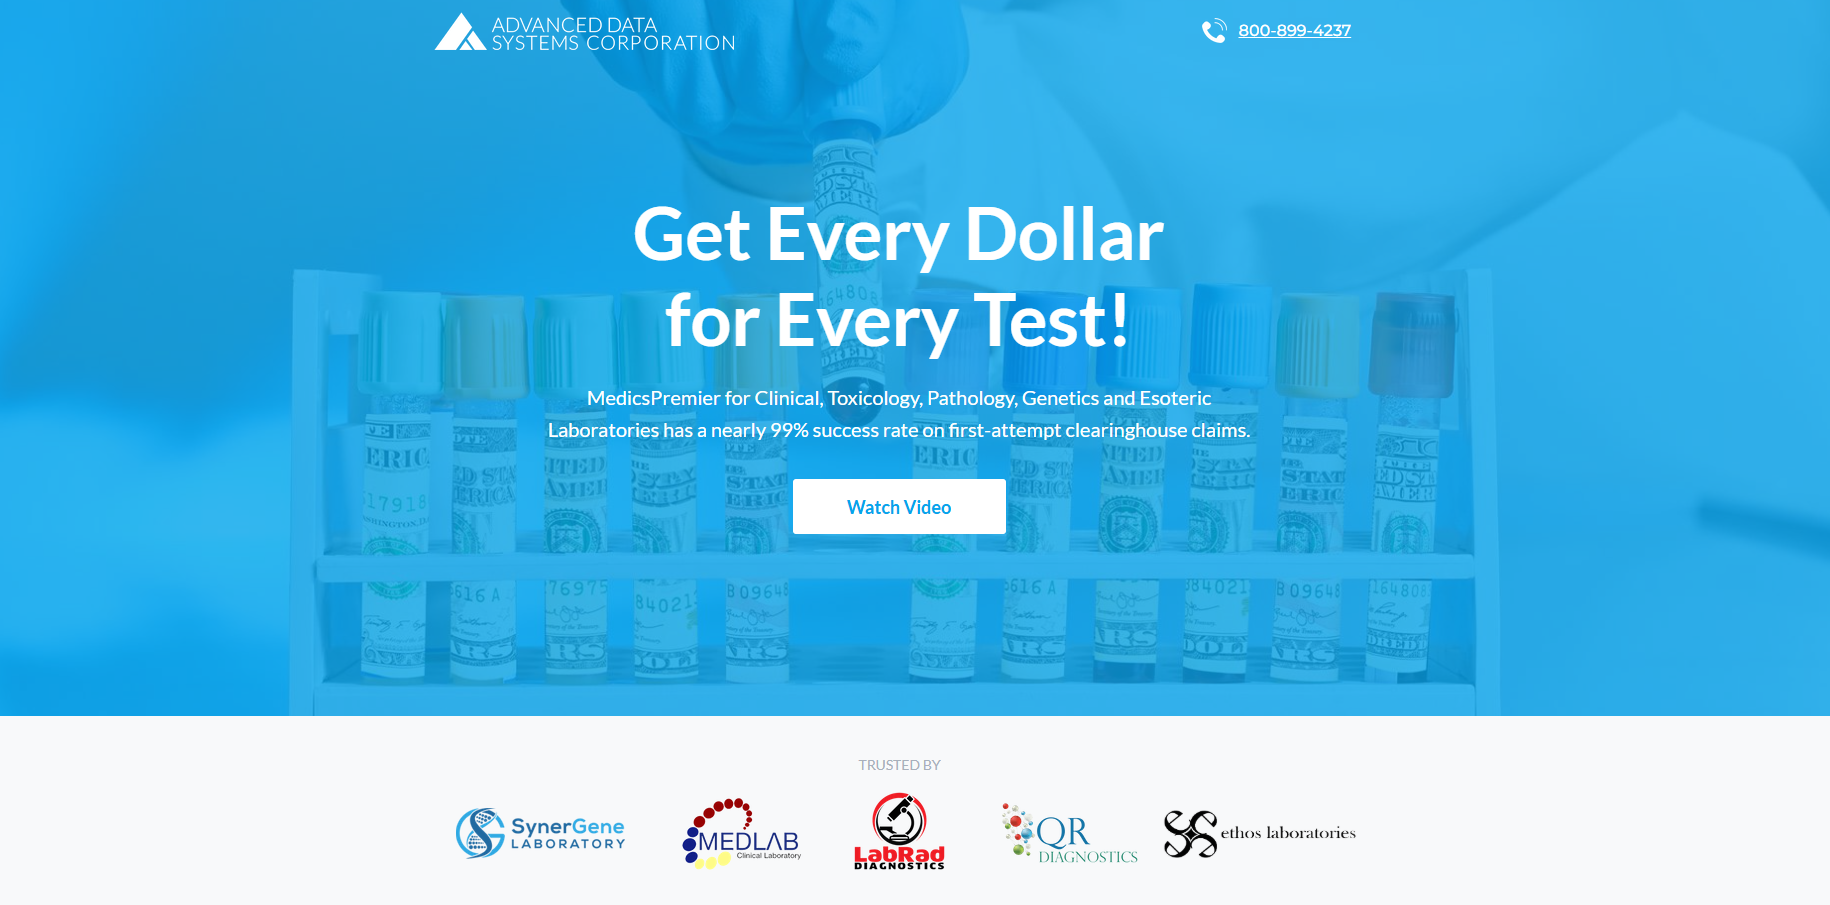 ADVANCED DATA
SYSTEMS CORPORATION
800-899-4237
Get Every Dollar
for Every Test!
MedicsPremier for Clinical, Toxicology, Pathology, Genetics and Esoteric
Laboratories has a nearly 99% success rate on first-attempt clearinghouse claims.
Watch Video
TRUSTED BY
SynerGene
LABORATORY
MEDLAB
Clinical Laboratory
LabRad
DIAGNOSTICS
QR
DIAGNOSTICS
ethos laboratories